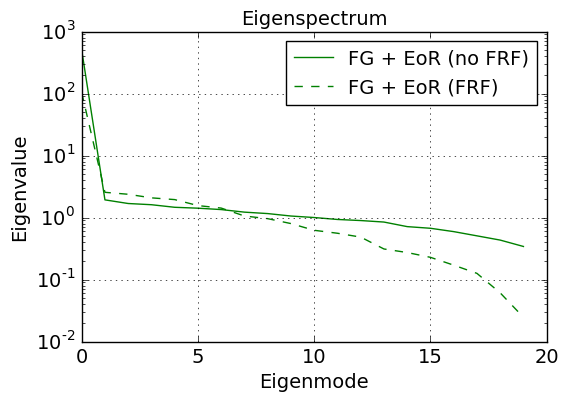 Eigenspectrum
FG + EoR (no FRF)
FG + EoR (FRF)
Eigenvalue
10^3
10^2
10^1
10^0
10^-1
10^-2
0 5 10 15 20
Eigenmode